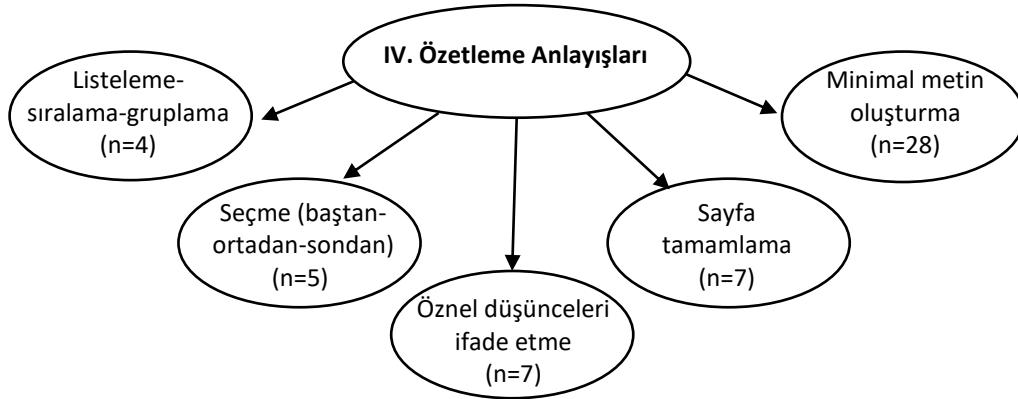 IV. Özetleme Anlayışları
Listeleme-
sıralama-gruplama
(n=4)
Seçme (baştan-
ortadan-sondan)
(n=5)
Öznel düşünceleri
ifade etme
(n=7)
Sayfa
tamamlama
(n=7)
Minimal metin
oluşturma
(n=28)